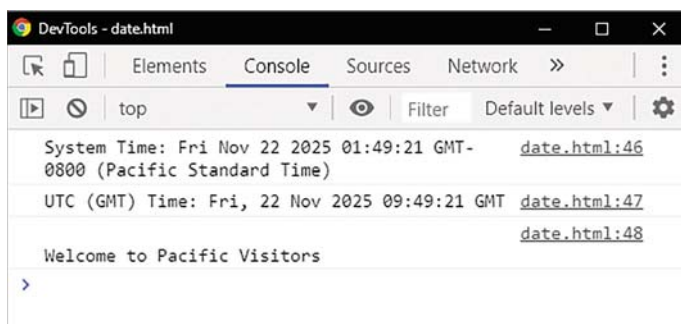 DevTools - date.html
Elements Console Sources Network »
top Filter Default levels
System Time: Fri Nov 22 2025 01:49:21 GMT- date.html:46
0800 (Pacific Standard Time)
UTC (GMT) Time: Fri, 22 Nov 2025 09:49:21 GMT date.html:47
date.html:48
Welcome to Pacific Visitors
>